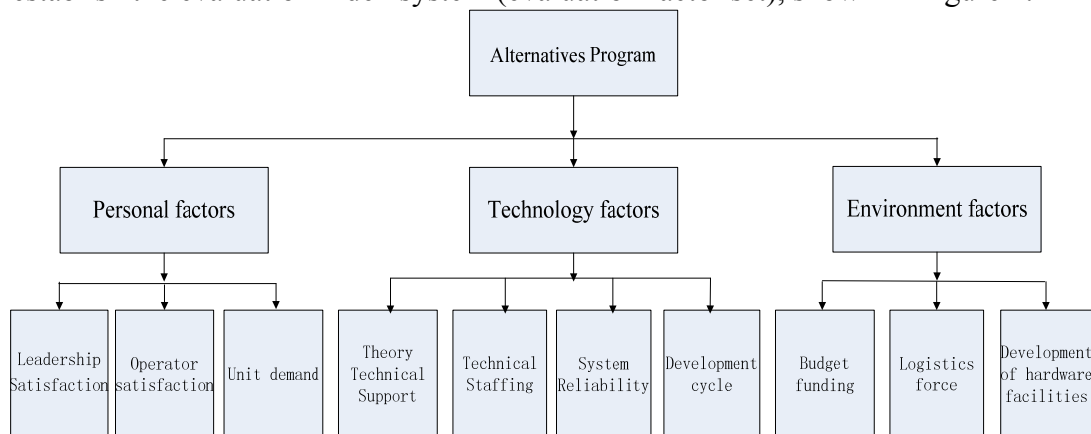 Alternatives Program
Personal factors
Technology factors
Environment factors
Leadership
Satisfaction
Operator
satisfaction
Unit demand
Theory
Technical
Support
Technical
Staffing
System
Reliability
Development
cycle
Budget
funding
Logistics
force
Development
of hardware
facilities